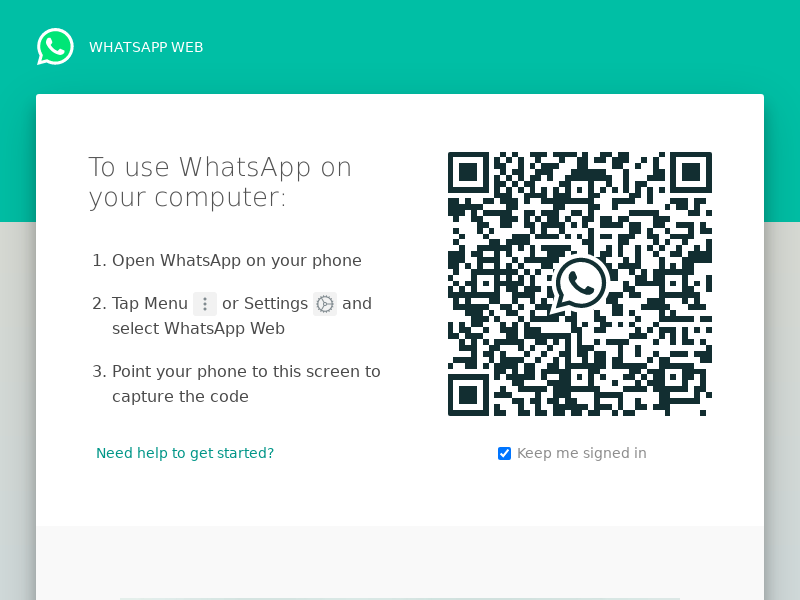 WHATSAPP WEB
To use WhatsApp on
your computer:
1. Open WhatsApp on your phone
2. Tap Menu or Settings and
select WhatsApp Web
3. Point your phone to this screen to
capture the code
Need help to get started?
Keep me signed in